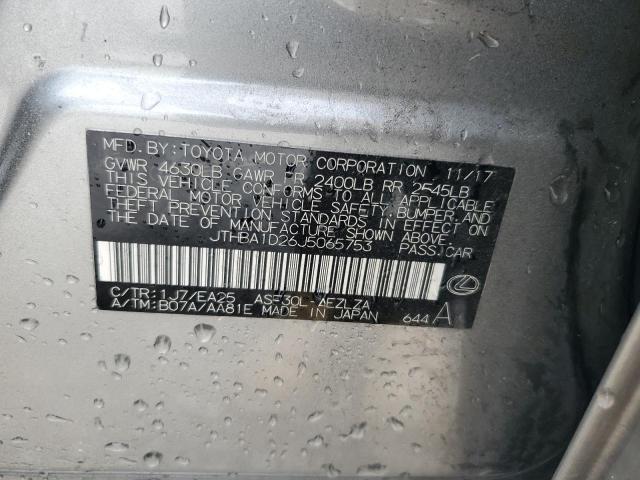 MFD. BY: TOYOTA MOTOR CORPORATION 11/17
GVWR 4630LB GAWR FR 2400LB RR 2545LB
THIS VEHICLE CONFORMS TO ALL APPLICABLE
FEDERAL MOTOR VEHICLE SAFETY, BUMPER, AND
THEFT PREVENTION STANDARDS IN EFFECT ON
THE DATE OF MANUFACTURE SHOWN ABOVE.
JTHBA1D26J5065753 PASS.CAR
C/TR:1J7/EA25 ASE30L-AEZLZA
A/TM:B07A/AA81E MADE IN JAPAN 644 A